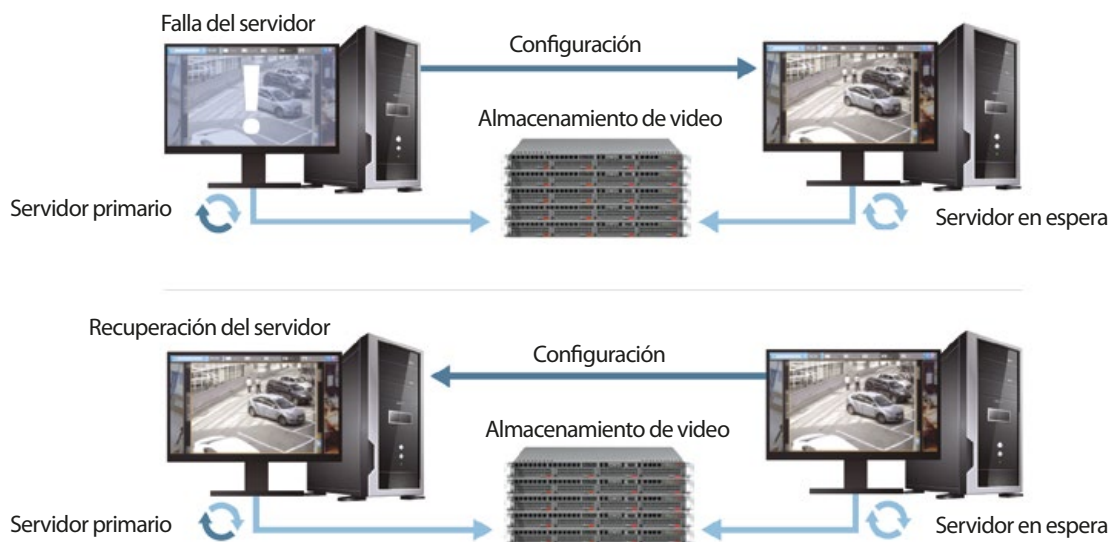 Falla del servidor
Configuración
Almacenamiento de video
Servidor primario
Servidor en espera
Recuperación del servidor
Configuración
Almacenamiento de video
Servidor primario
Servidor en espera